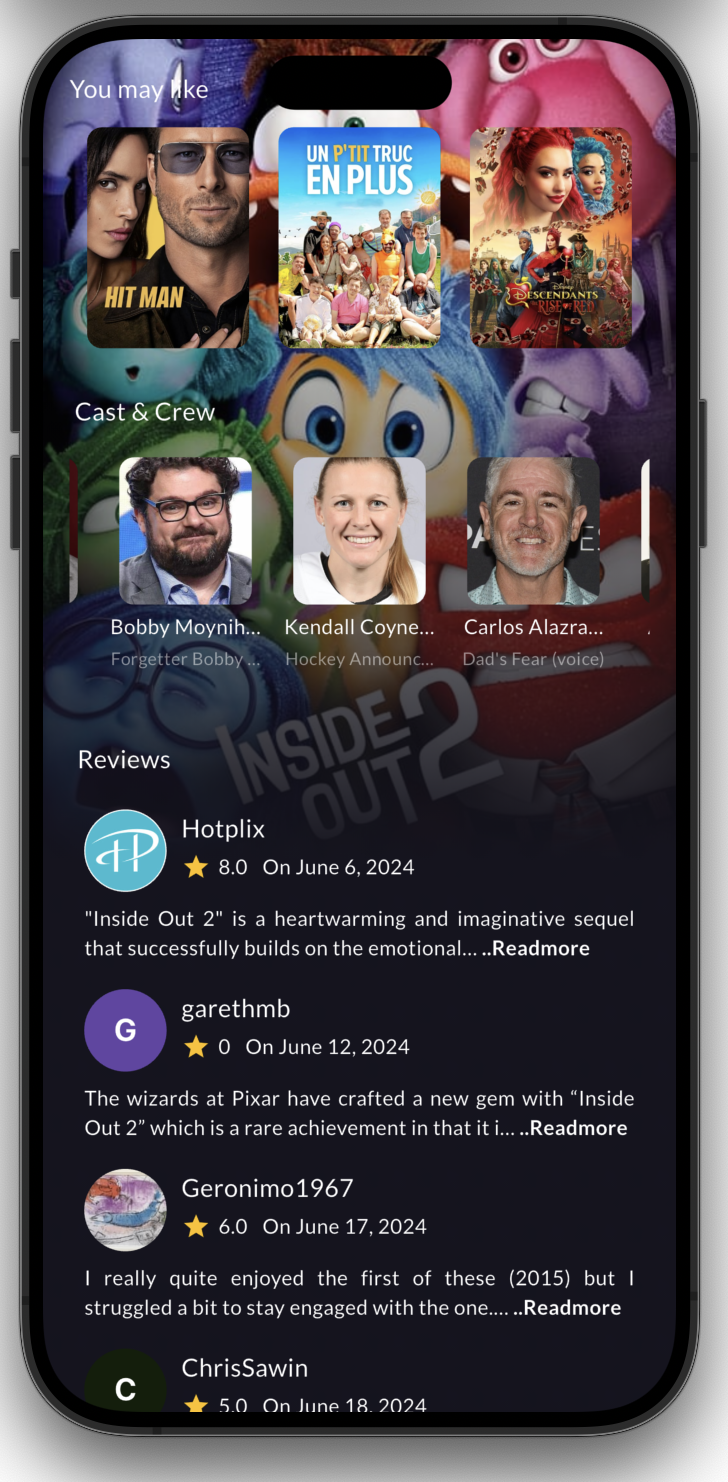 You may like
HIT MAN
UN P'TIT TRUC
EN PLUS
Disney
DESCENDANTS
THE RISE OF RED
Cast & Crew
Bobby Moynih... Kendall Coyne... Carlos Alazra...
Forgetter Bobby ... Hockey Announc... Dad's Fear (voice)
INSIDE
OUT 2
Reviews
HP
Hotplix
8.0 On June 6, 2024
"Inside Out 2" is a heartwarming and imaginative sequel
that successfully builds on the emotional... ..Readmore
G
garethmb
0 On June 12, 2024
The wizards at Pixar have crafted a new gem with “Inside
Out 2” which is a rare achievement in that it i... ..Readmore
Geronimo1967
6.0 On June 17, 2024
I really quite enjoyed the first of these (2015) but I
struggled a bit to stay engaged with the one.... ..Readmore
C
ChrisSawin
5.0 On June 18, 2024